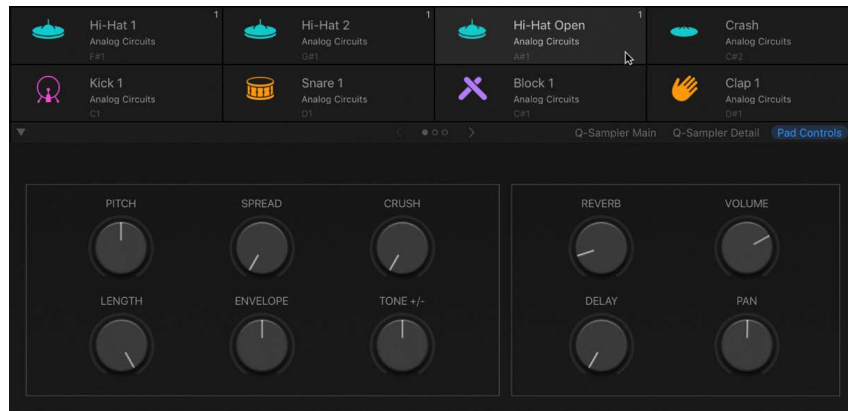 Hi-Hat 1
Analog Circuits
F#1
1
Hi-Hat 2
Analog Circuits
G#1
1
Hi-Hat Open
Analog Circuits
A#1
1
Crash
Analog Circuits
C#2
Kick 1
Analog Circuits
C1
Snare 1
Analog Circuits
D1
Block 1
Analog Circuits
C#1
Clap 1
Analog Circuits
D#1
Q-Sampler Main Q-Sampler Detail Pad Controls
PITCH SPREAD CRUSH REVERB VOLUME
LENGTH ENVELOPE TONE +/- DELAY PAN